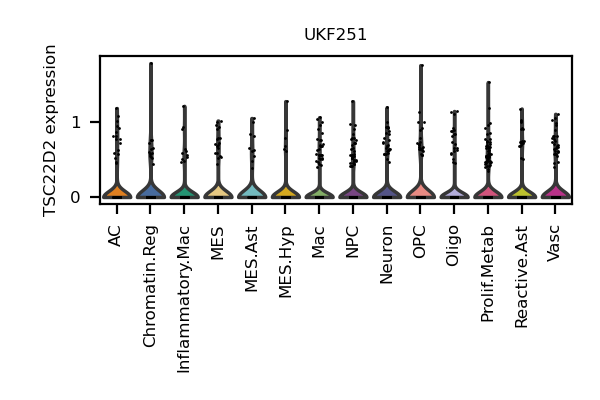 UKF251
TSC22D2 expression
1
0
AC
Chromatin.Reg
Inflammatory.Mac
MES
MES.Ast
MES.Hyp
Mac
NPC
Neuron
OPC
Oligo
Prolif.Metab
Reactive.Ast
Vasc